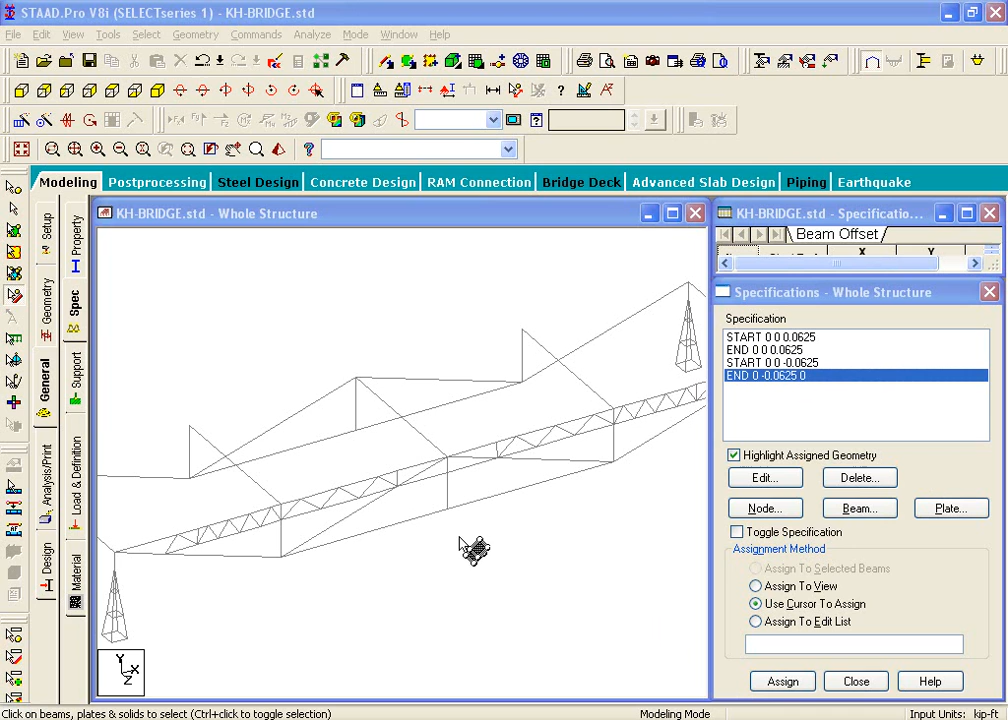 STAAD.Pro V8i (SELECTseries 1) - KH-BRIDGE.std
File Edit View Tools Select Geometry Commands Analyze Mode Window Help
Modeling Postprocessing Steel Design Concrete Design RAM Connection Bridge Deck Advanced Slab Design Piping Earthquake
KH-BRIDGE.std - Whole Structure
KH-BRIDGE.std - Specificatio...
Beam Offset
X Y
Specifications - Whole Structure
Specification
START 0 0 0.0625
END 0 0 0.0625
START 0 0 -0.0625
END 0 -0.0625 0
Highlight Assigned Geometry
Edit... Delete...
Node... Beam... Plate...
Toggle Specification
Assignment Method
Assign To Selected Beams
Assign To View
Use Cursor To Assign
Assign To Edit List
Assign Close Help
Setup
Geometry
General
Analysis/Print
Design
Property
Spec
Support
Load & Definition
Material
Y
X
Z
Click on beams, plates & solids to select (Ctrl+click to toggle selection) Modeling Mode Input Units: kip-ft